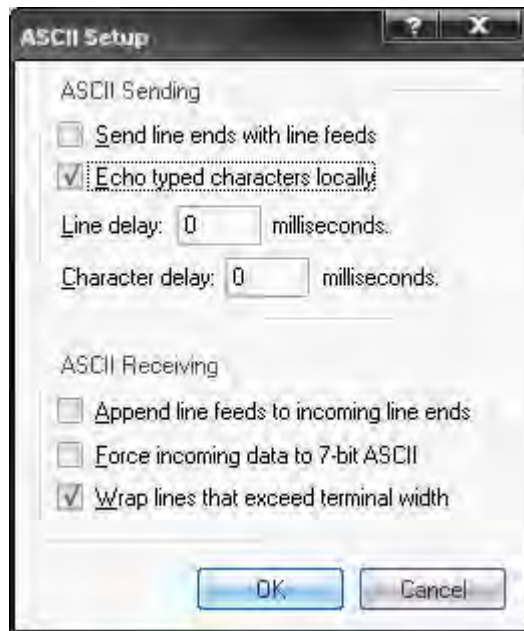 ASCII Setup ? X
ASCII Sending
Send line ends with line feeds
Echo typed characters locally
Line delay: 0 milliseconds.
Character delay: 0 milliseconds.
ASCII Receiving
Append line feeds to incoming line ends
Force incoming data to 7-bit ASCII
Wrap lines that exceed terminal width
OK Cancel